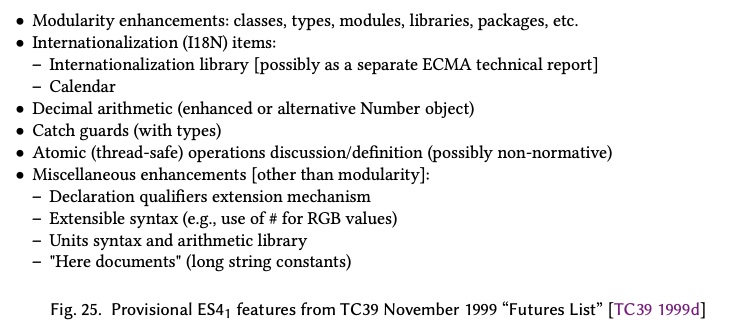 • Modularity enhancements: classes, types, modules, libraries, packages, etc.
• Internationalization (I18N) items:
– Internationalization library [possibly as a separate ECMA technical report]
– Calendar
• Decimal arithmetic (enhanced or alternative Number object)
• Catch guards (with types)
• Atomic (thread-safe) operations discussion/definition (possibly non-normative)
• Miscellaneous enhancements [other than modularity]:
– Declaration qualifiers extension mechanism
– Extensible syntax (e.g., use of # for RGB values)
– Units syntax and arithmetic library
– "Here documents" (long string constants)
Fig. 25. Provisional ES4₁ features from TC39 November 1999 “Futures List” [TC39 1999d]